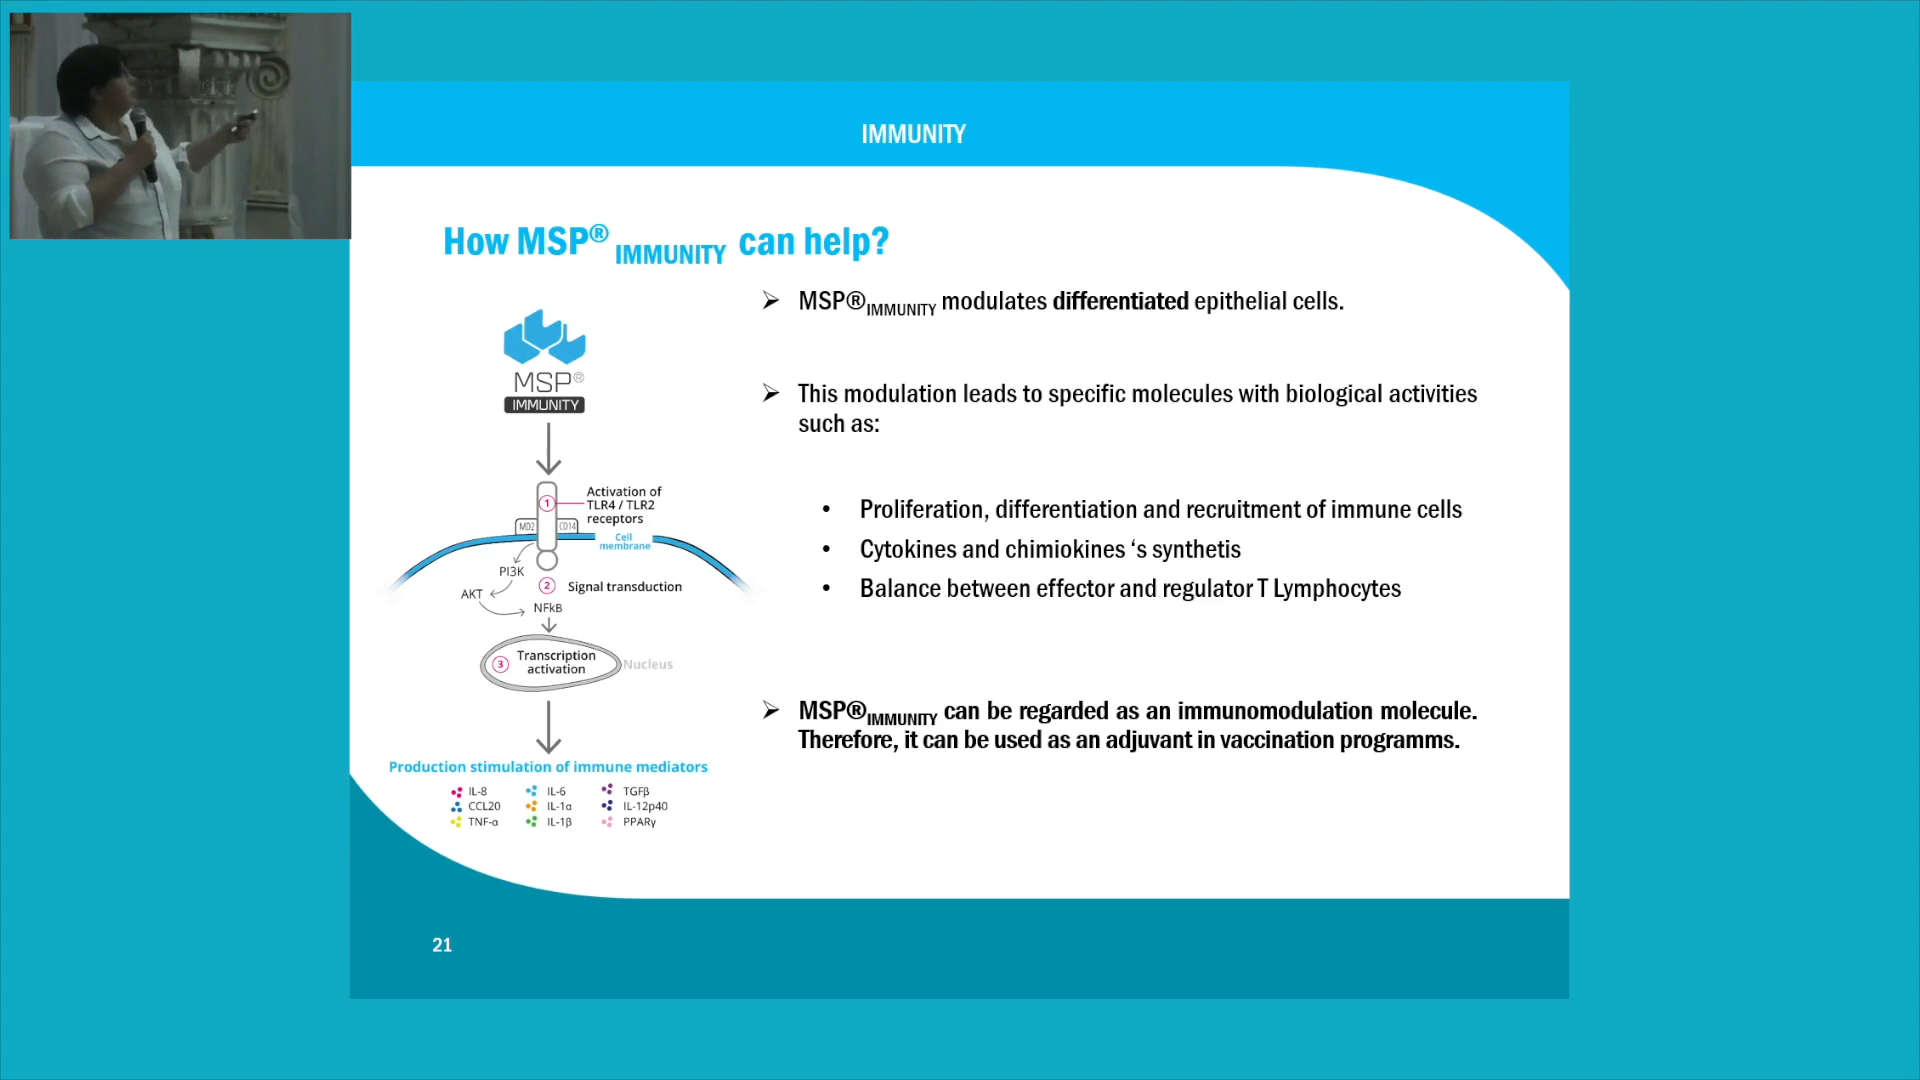 IMMUNITY
How MSP® IMMUNITY can help?
MSP®
IMMUNITY
1
Activation of
TLR4 / TLR2
receptors
MD2
CD14
Cell
membrane
PI3K
2
Signal transduction
AKT
NFkB
3
Transcription
activation
Nucleus
Production stimulation of immune mediators
IL-8
IL-6
TGFβ
CCL20
IL-1α
IL-12p40
TNF-α
IL-1β
PPARγ
➢ MSP®IMMUNITY modulates differentiated epithelial cells.
➢ This modulation leads to specific molecules with biological activities
such as:
• Proliferation, differentiation and recruitment of immune cells
• Cytokines and chimiokines ‘s synthetis
• Balance between effector and regulator T Lymphocytes
➢ MSP®IMMUNITY can be regarded as an immunomodulation molecule.
Therefore, it can be used as an adjuvant in vaccination programms.
21